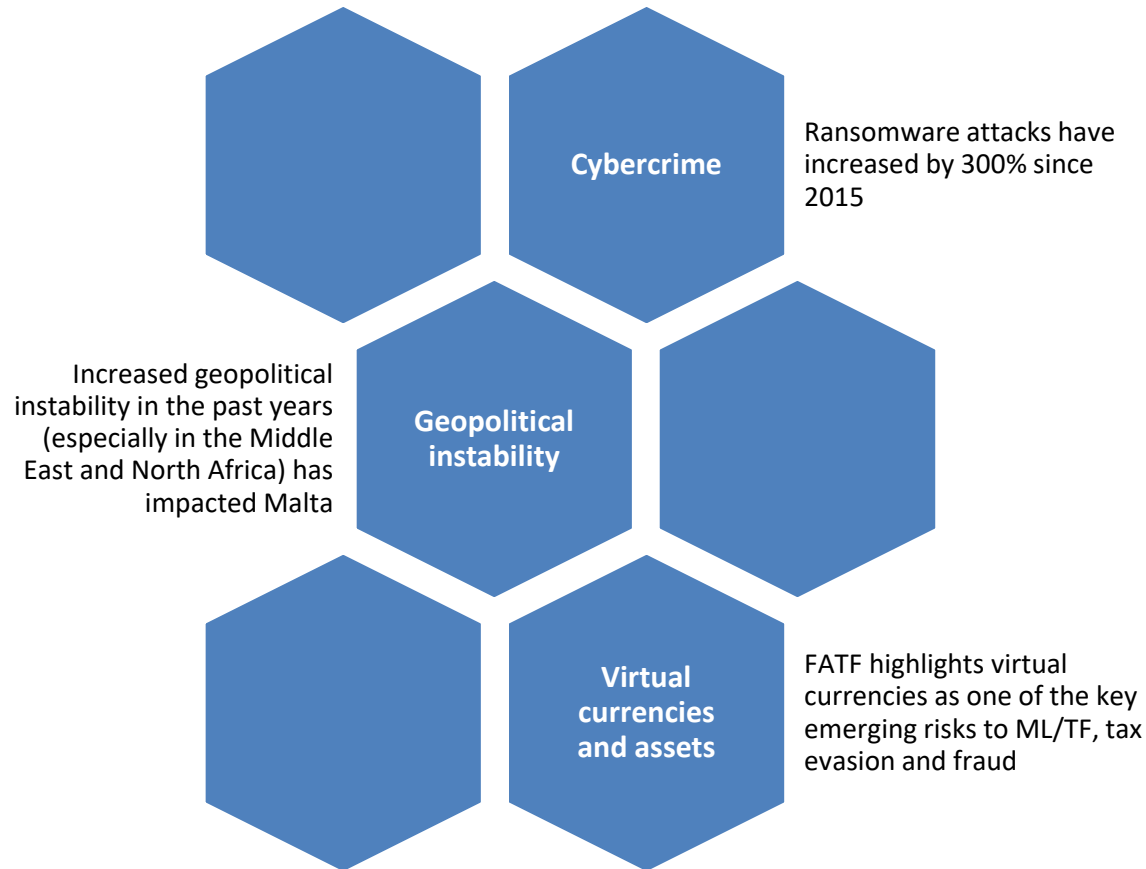 Cybercrime
Ransomware attacks have
increased by 300% since
2015
Increased geopolitical
instability in the past years
(especially in the Middle
East and North Africa) has
impacted Malta
Geopolitical
instability
Virtual
currencies
and assets
FATF highlights virtual
currencies as one of the key
emerging risks to ML/TF, tax
evasion and fraud